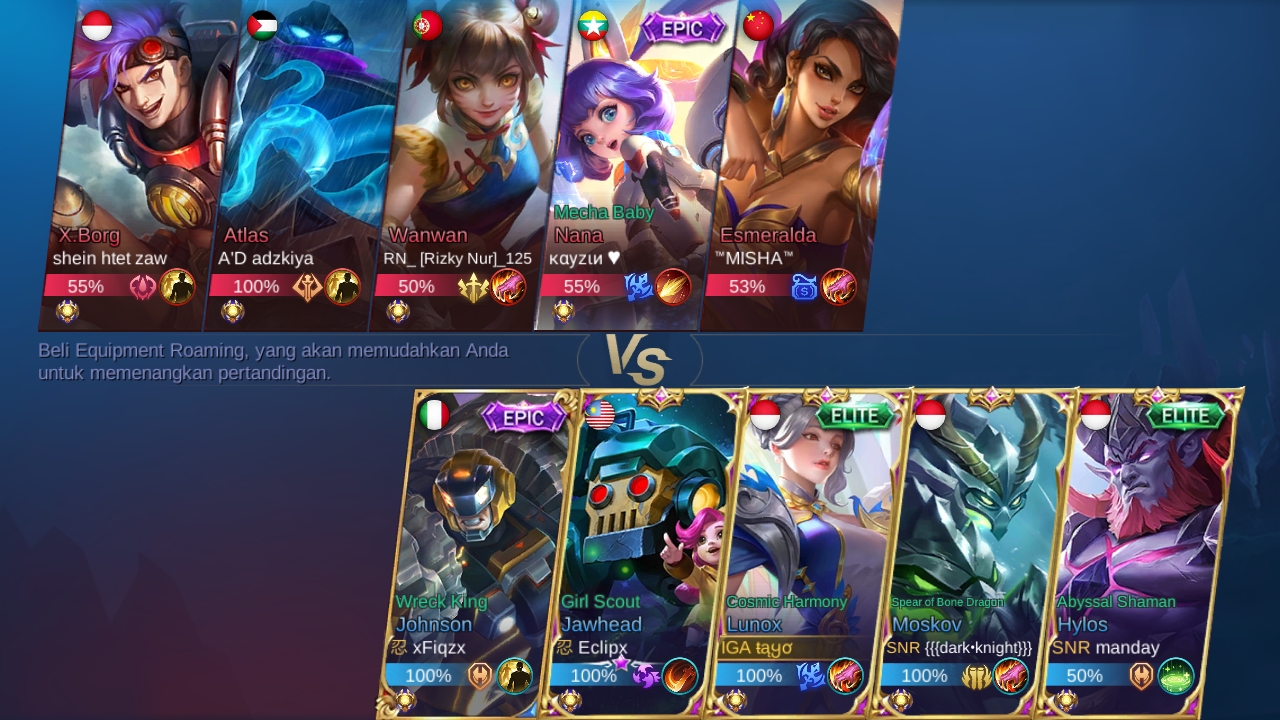 EPIC
X.Borg
shein htet zaw
55%
Atlas
A'D adzkiya
100%
Wanwan
RN_ [Rizky Nur]_125
50%
Mecha Baby
Nana
кαуzιи ♥
55%
Esmeralda
™MISHA™
53%
Beli Equipment Roaming, yang akan memudahkan Anda
untuk memenangkan pertandingan.
VS
EPIC
ELITE
ELITE
Wreck King
Johnson
忍 xFiqzx
100%
Girl Scout
Jawhead
忍 Eclipx
100%
Cosmic Harmony
Lunox
IGA
100%
Spear of Bone Dragon
Moskov
SNR {{{dark•knight}}}
100%
Abyssal Shaman
Hylos
SNR manday
50%